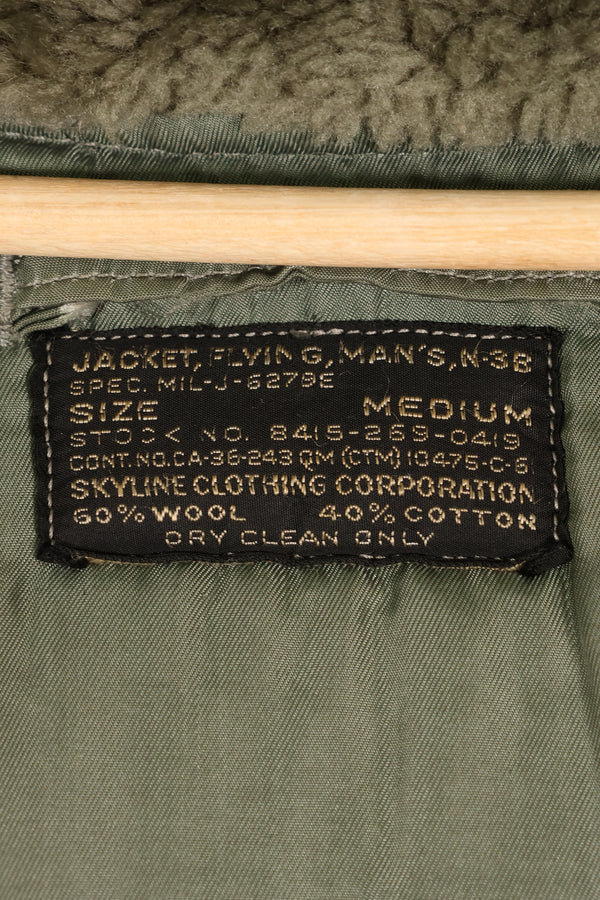 JACKET, FLYING, MAN'S, N-3B
SPEC. MIL-J-6279E
SIZE MEDIUM
STOCK NO. 8415-269-0419
CONT. NO. CA-36-243 QM (CTM) 10475-C-6
SKYLINE CLOTHING CORPORATION
60% WOOL 40% COTTON
DRY CLEAN ONLY